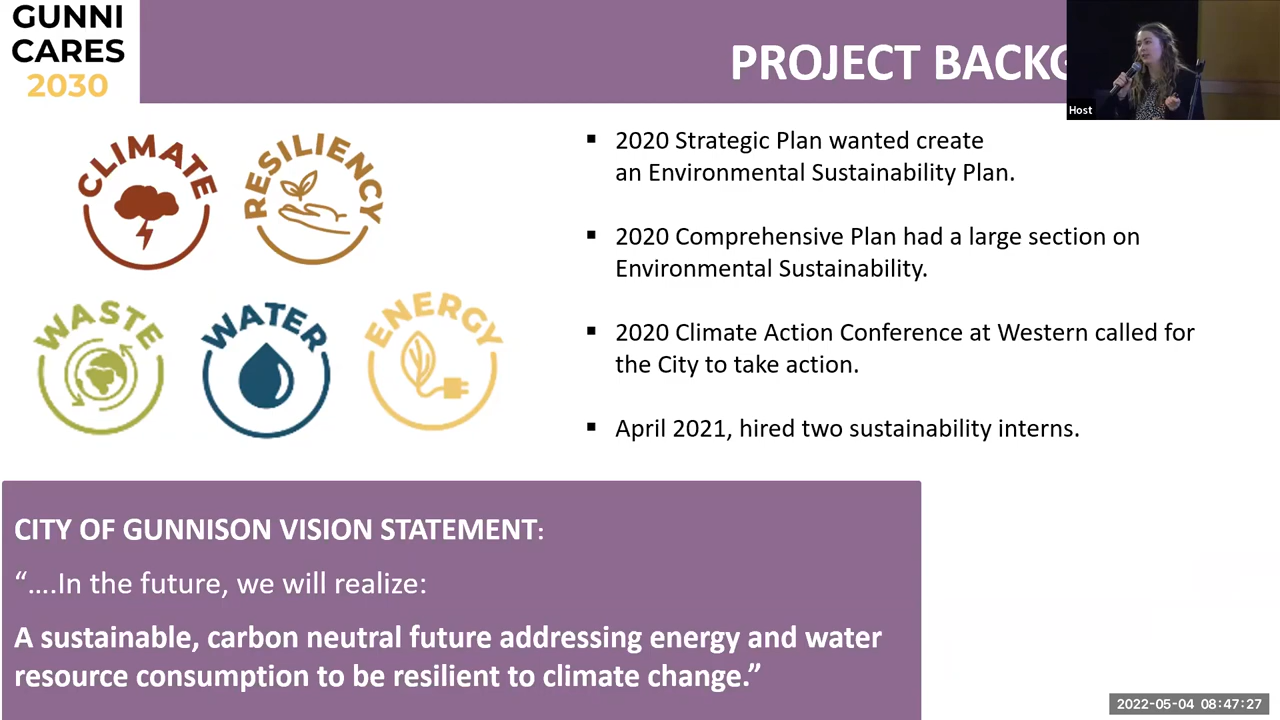 GUNNI
CARES
2030
PROJECT BACKG
Host
CLIMATE
RESILIENCY
WASTE
WATER
ENERGY
▪ 2020 Strategic Plan wanted create
an Environmental Sustainability Plan.
▪ 2020 Comprehensive Plan had a large section on
Environmental Sustainability.
▪ 2020 Climate Action Conference at Western called for
the City to take action.
▪ April 2021, hired two sustainability interns.
CITY OF GUNNISON VISION STATEMENT:
“....In the future, we will realize:
A sustainable, carbon neutral future addressing energy and water
resource consumption to be resilient to climate change.”
2022-05-04 08:47:27